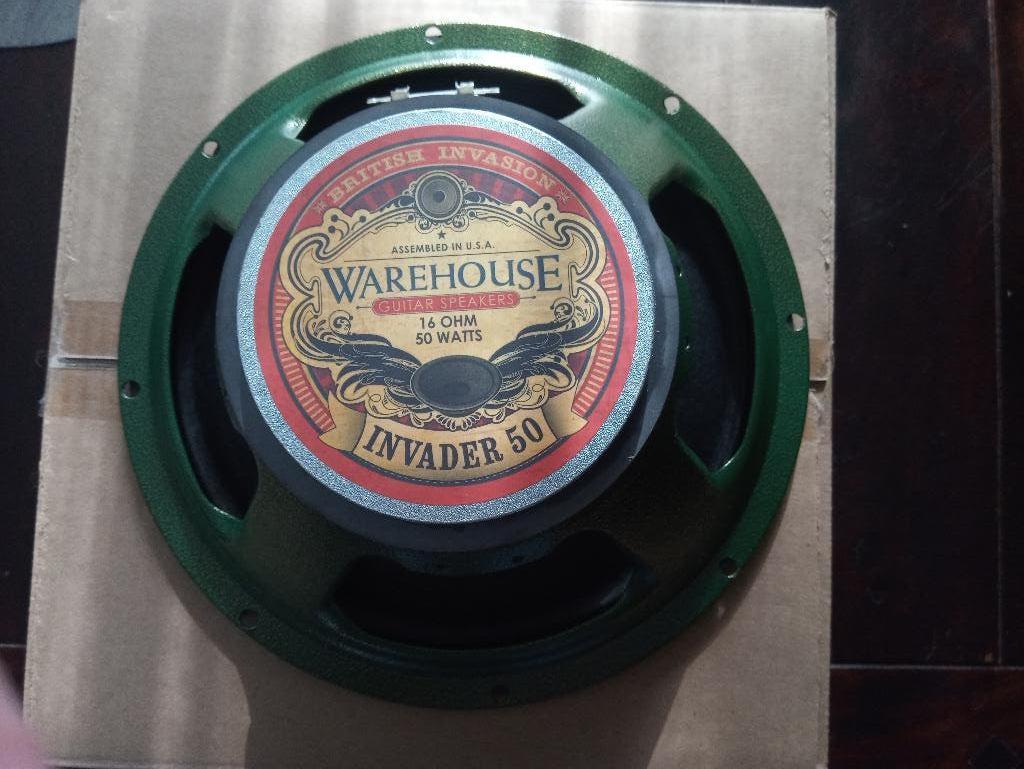 BRITISH INVASION
ASSEMBLED IN U.S.A.
WAREHOUSE
GUITAR SPEAKERS
16 OHM
50 WATTS
INVADER 50